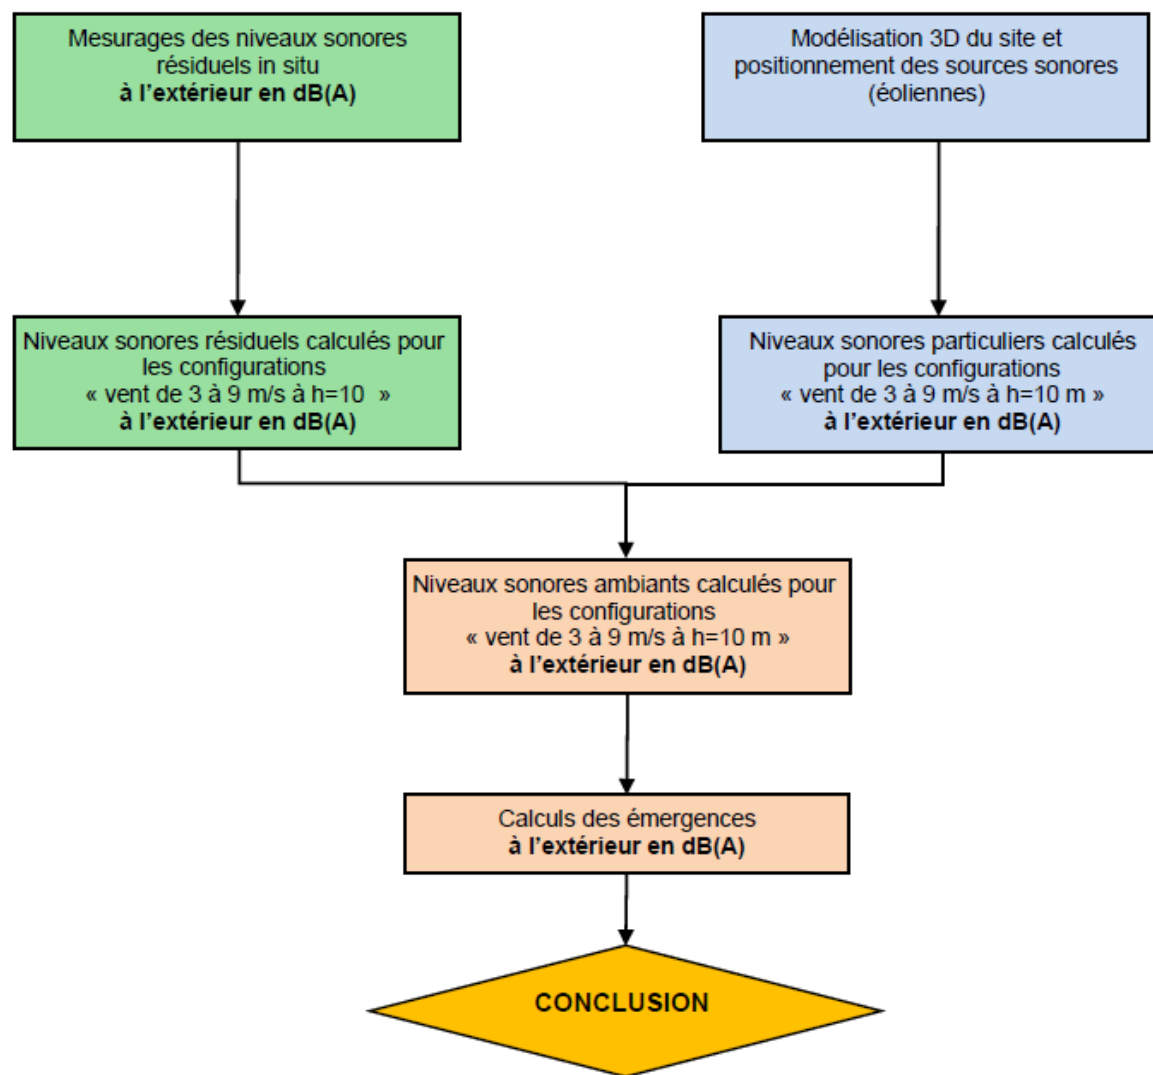 Mesurages des niveaux sonores
résiduels in situ
à l'extérieur en dB(A)
Modélisation 3D du site et
positionnement des sources sonores
(éoliennes)
Niveaux sonores résiduels calculés pour
les configurations
« vent de 3 à 9 m/s à h=10  »
à l'extérieur en dB(A)
Niveaux sonores particuliers calculés
pour les configurations
« vent de 3 à 9 m/s à h=10 m »
à l'extérieur en dB(A)
Niveaux sonores ambiants calculés pour
les configurations
« vent de 3 à 9 m/s à h=10 m »
à l'extérieur en dB(A)
Calculs des émergences
à l'extérieur en dB(A)
CONCLUSION